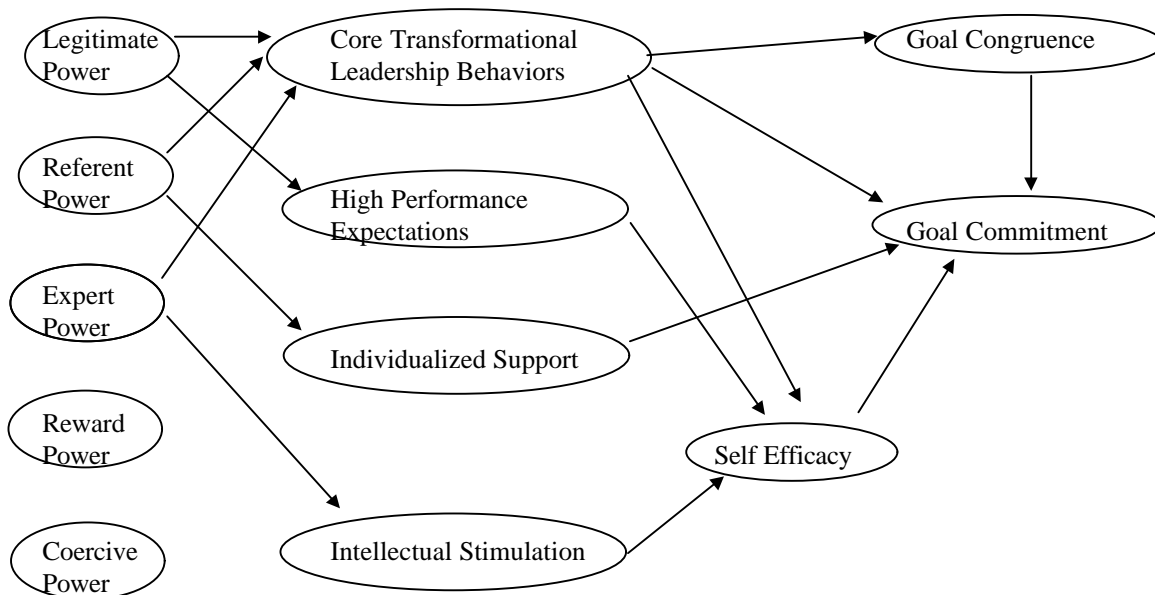 Legitimate
Power
Core Transformational
Leadership Behaviors
Goal Congruence
Referent
Power
High Performance
Expectations
Goal Commitment
Expert
Power
Individualized Support
Reward
Power
Self Efficacy
Coercive
Power
Intellectual Stimulation